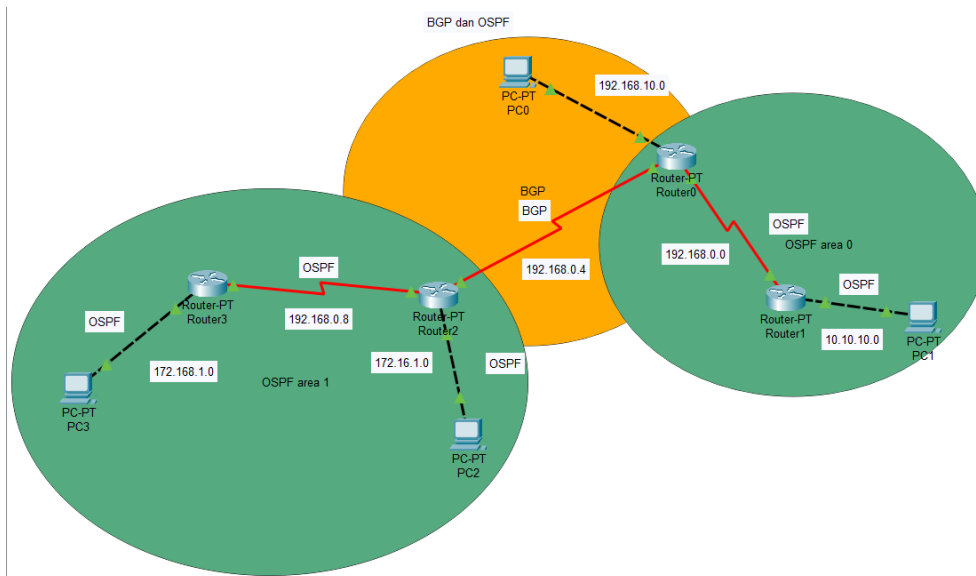 BGP dan OSPF
192.168.10.0
PC-PT
PC0
Router-PT
Router0
BGP
BGP
OSPF
OSPF area 0
192.168.0.0
192.168.0.4
OSPF
Router-PT
Router1
10.10.10.0
PC-PT
PC1
OSPF
Router-PT
Router3
192.168.0.8
Router-PT
Router2
OSPF
172.168.1.0
172.16.1.0
OSPF
OSPF area 1
PC-PT
PC3
PC-PT
PC2